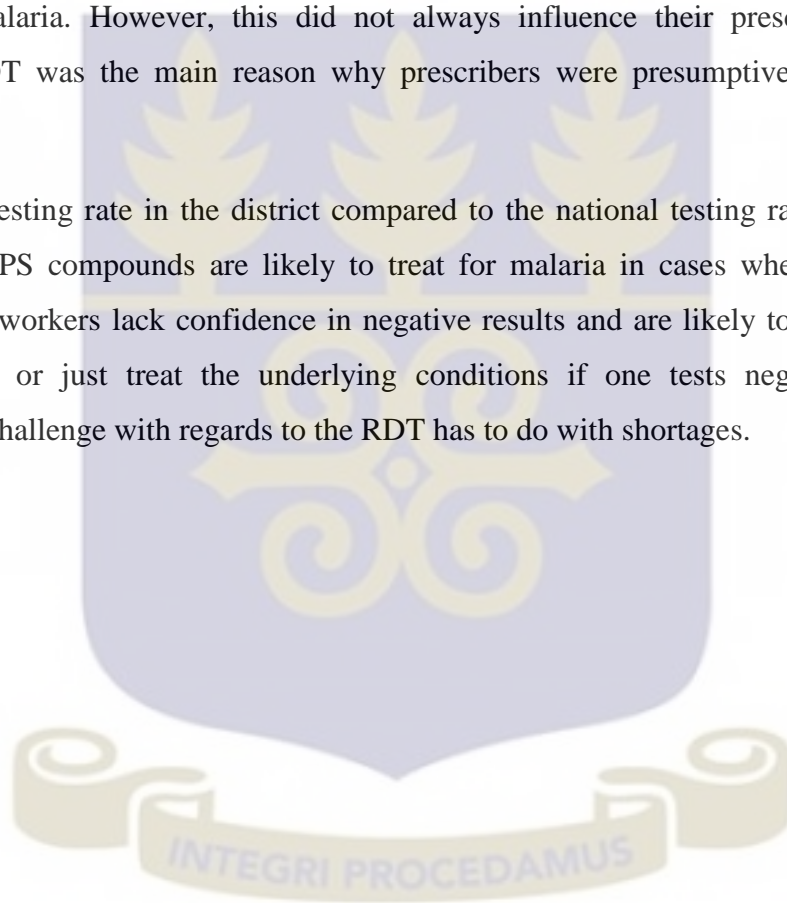 alaria. However, this did not always influence their pres
T was the main reason why prescribers were presumptive
esting rate in the district compared to the national testing ra
PS compounds are likely to treat for malaria in cases whe
workers lack confidence in negative results and are likely to
or just treat the underlying conditions if one tests neg
hallenge with regards to the RDT has to do with shortages.
INTEGRI PROCEDAMUS